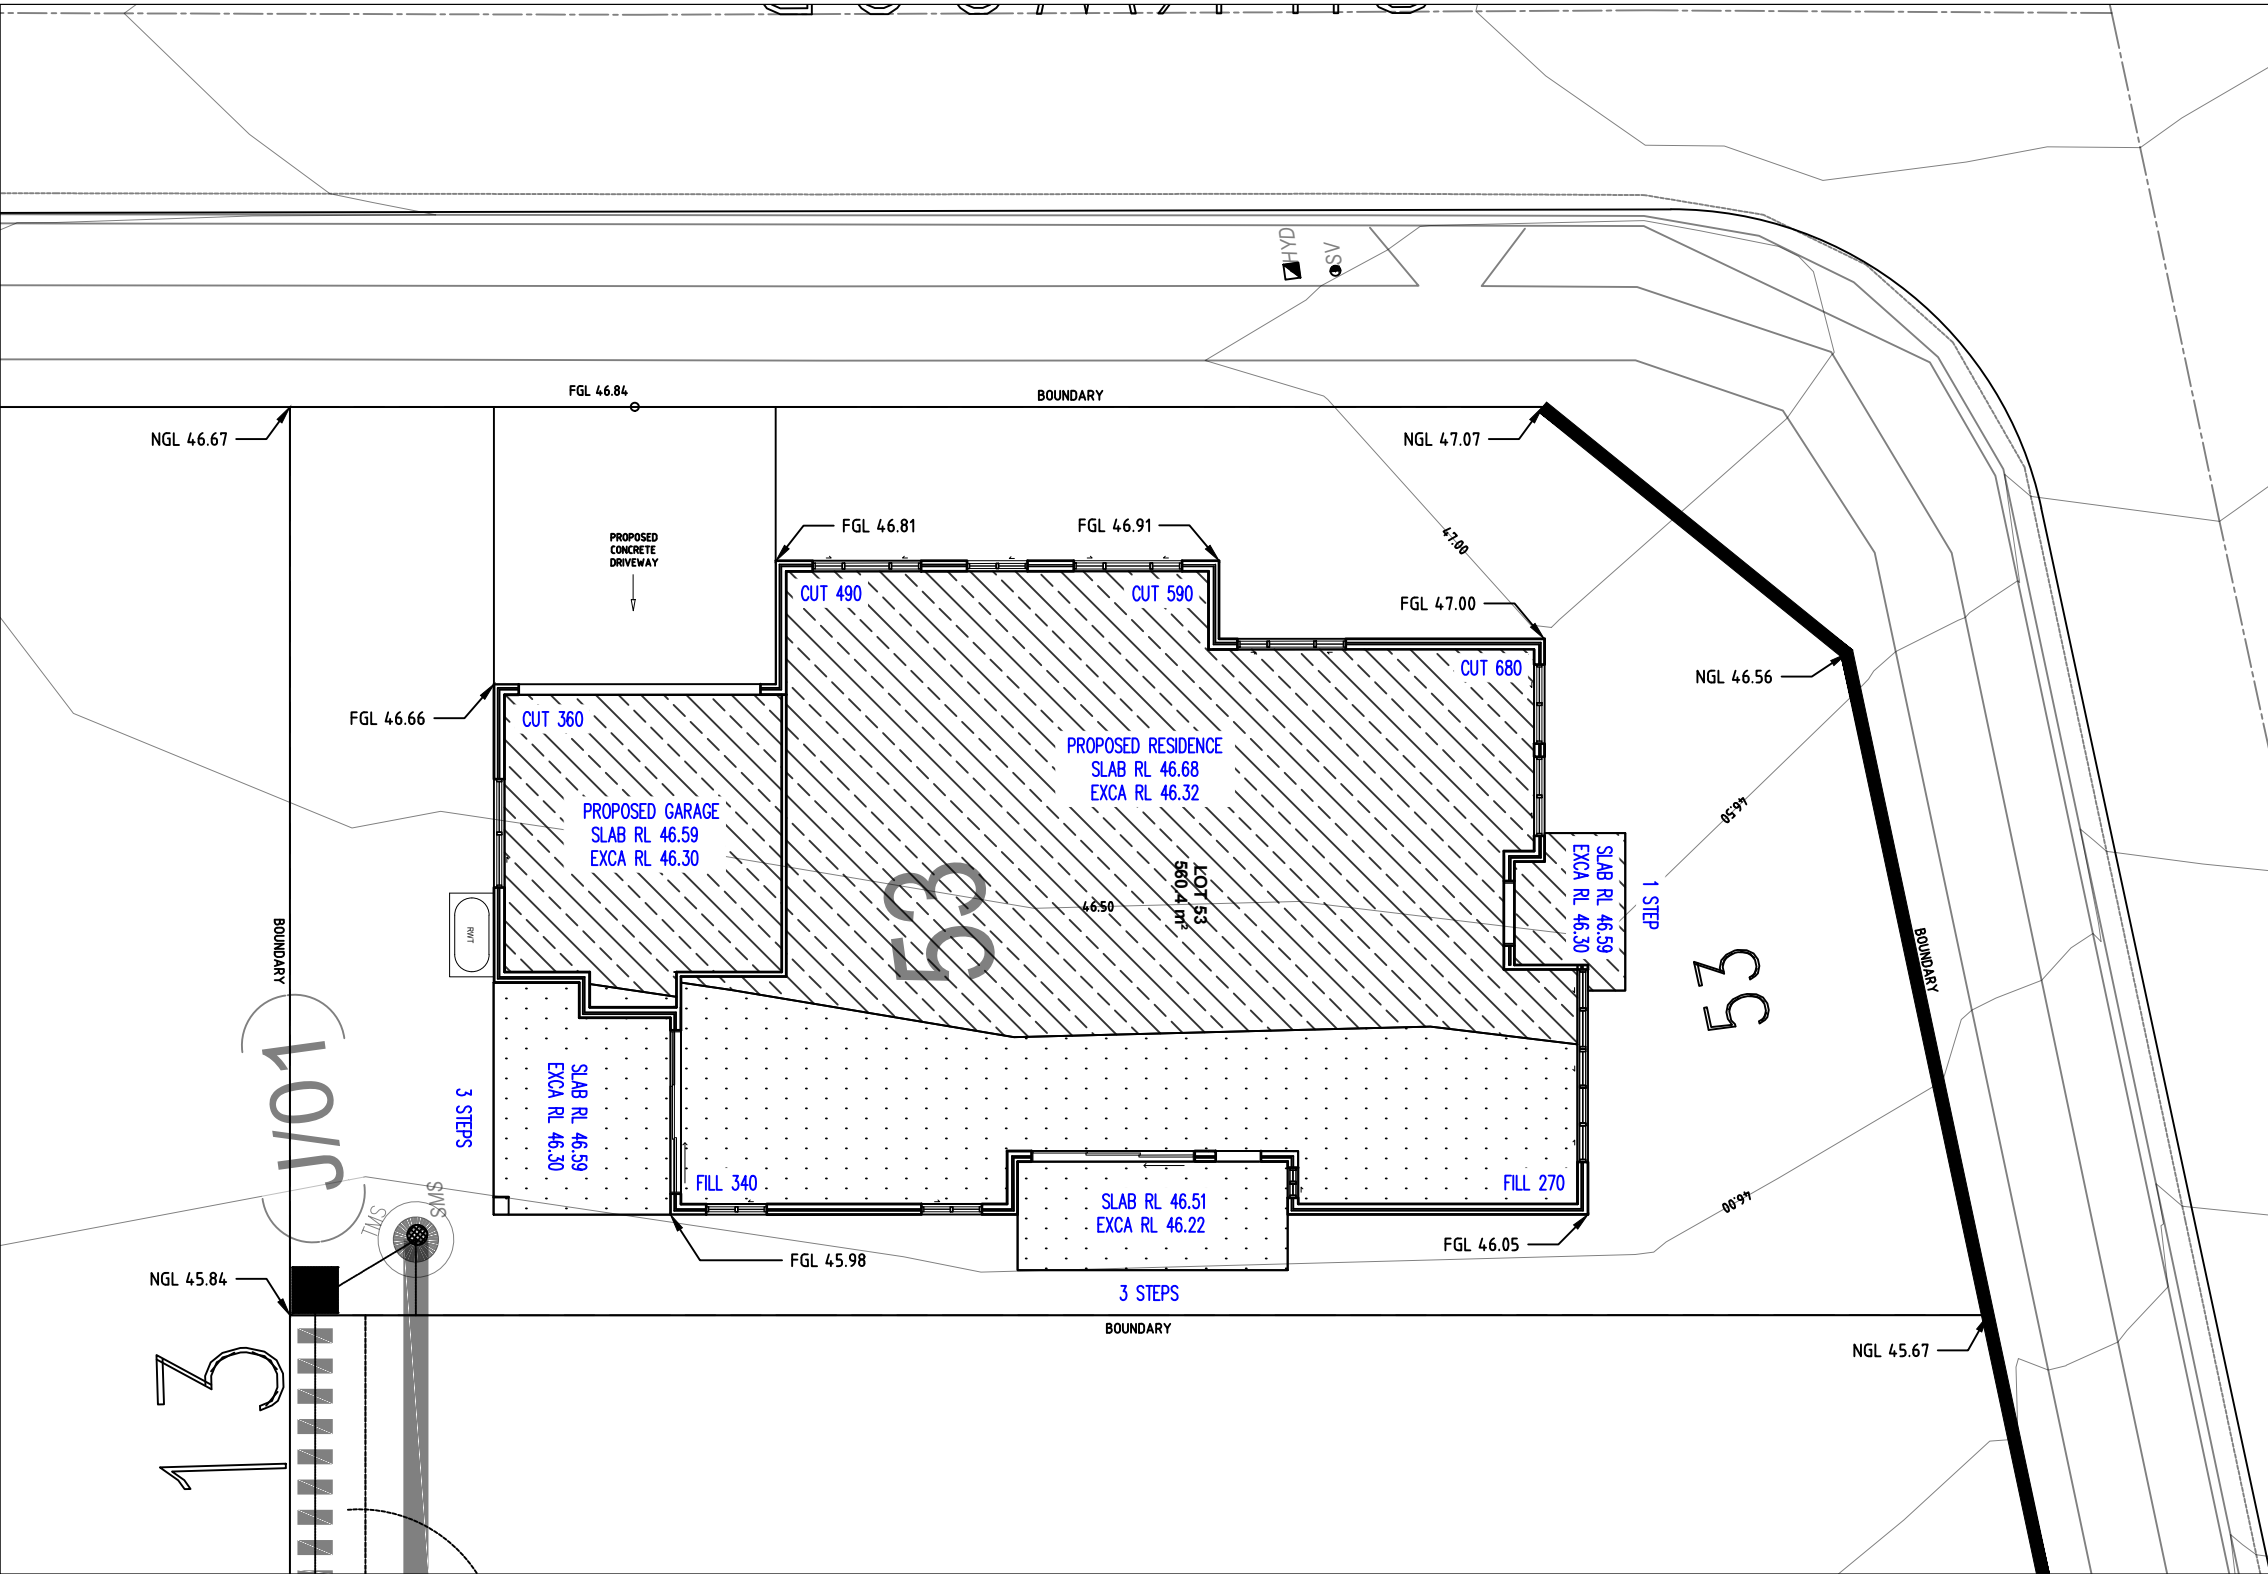 HYD
SV
FGL 46.84
BOUNDARY
NGL 46.67
NGL 47.07
FGL 46.81
FGL 46.91
47.00
PROPOSED
CONCRETE
DRIVEWAY
CUT 490
CUT 590
FGL 47.00
CUT 680
NGL 46.56
FGL 46.66
CUT 360
PROPOSED RESIDENCE
SLAB RL 46.68
EXCA RL 46.32
PROPOSED GARAGE
SLAB RL 46.59
EXCA RL 46.30
46.50
53
LOT 53
560.4 m²
46.50
SLAB RL 46.59
EXCA RL 46.30
1 STEP
RWT
BOUNDARY
BOUNDARY
53
J/01
3 STEPS
SLAB RL 46.59
EXCA RL 46.30
FILL 340
FILL 270
SLAB RL 46.51
EXCA RL 46.22
46.00
TMS
SMS
FGL 45.98
FGL 46.05
NGL 45.84
3 STEPS
BOUNDARY
NGL 45.67
13